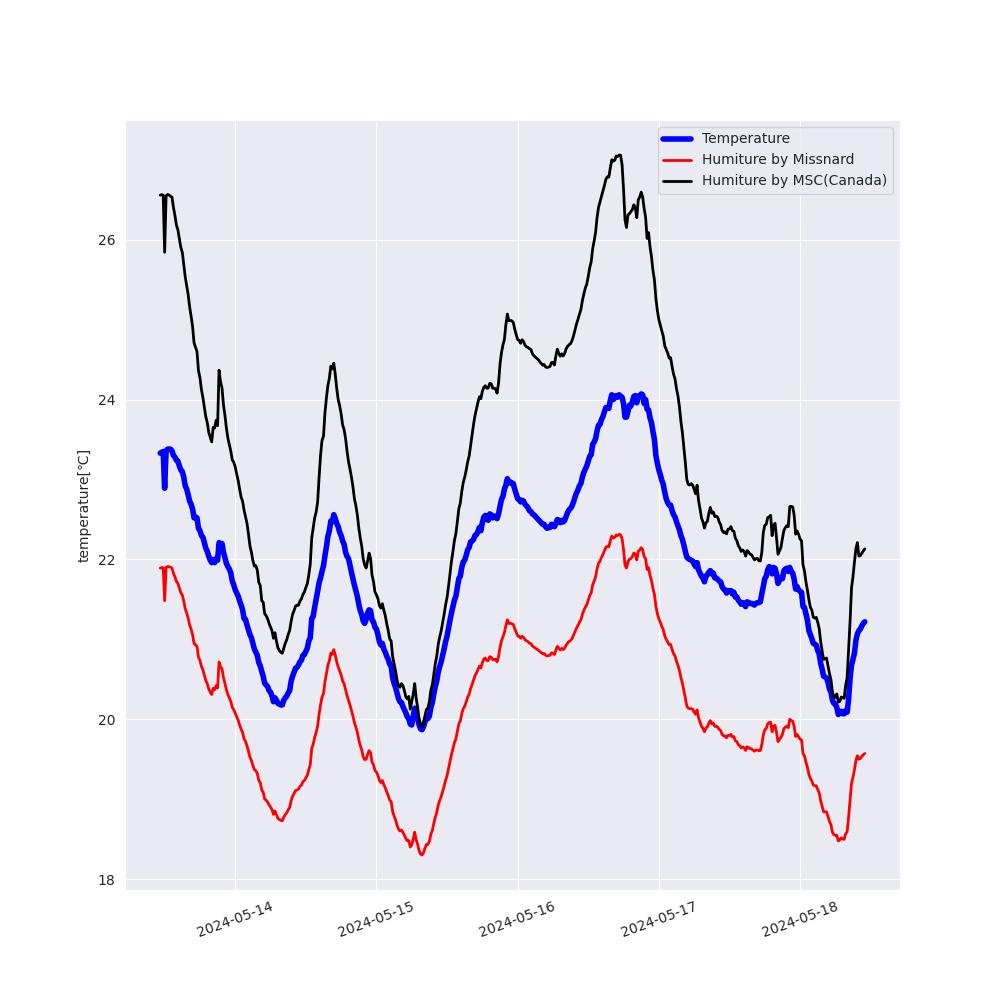 Temperature
Humiture by Missnard
Humiture by MSC(Canada)
temperature[℃]
26
24
22
20
18
2024-05-14
2024-05-15
2024-05-16
2024-05-17
2024-05-18